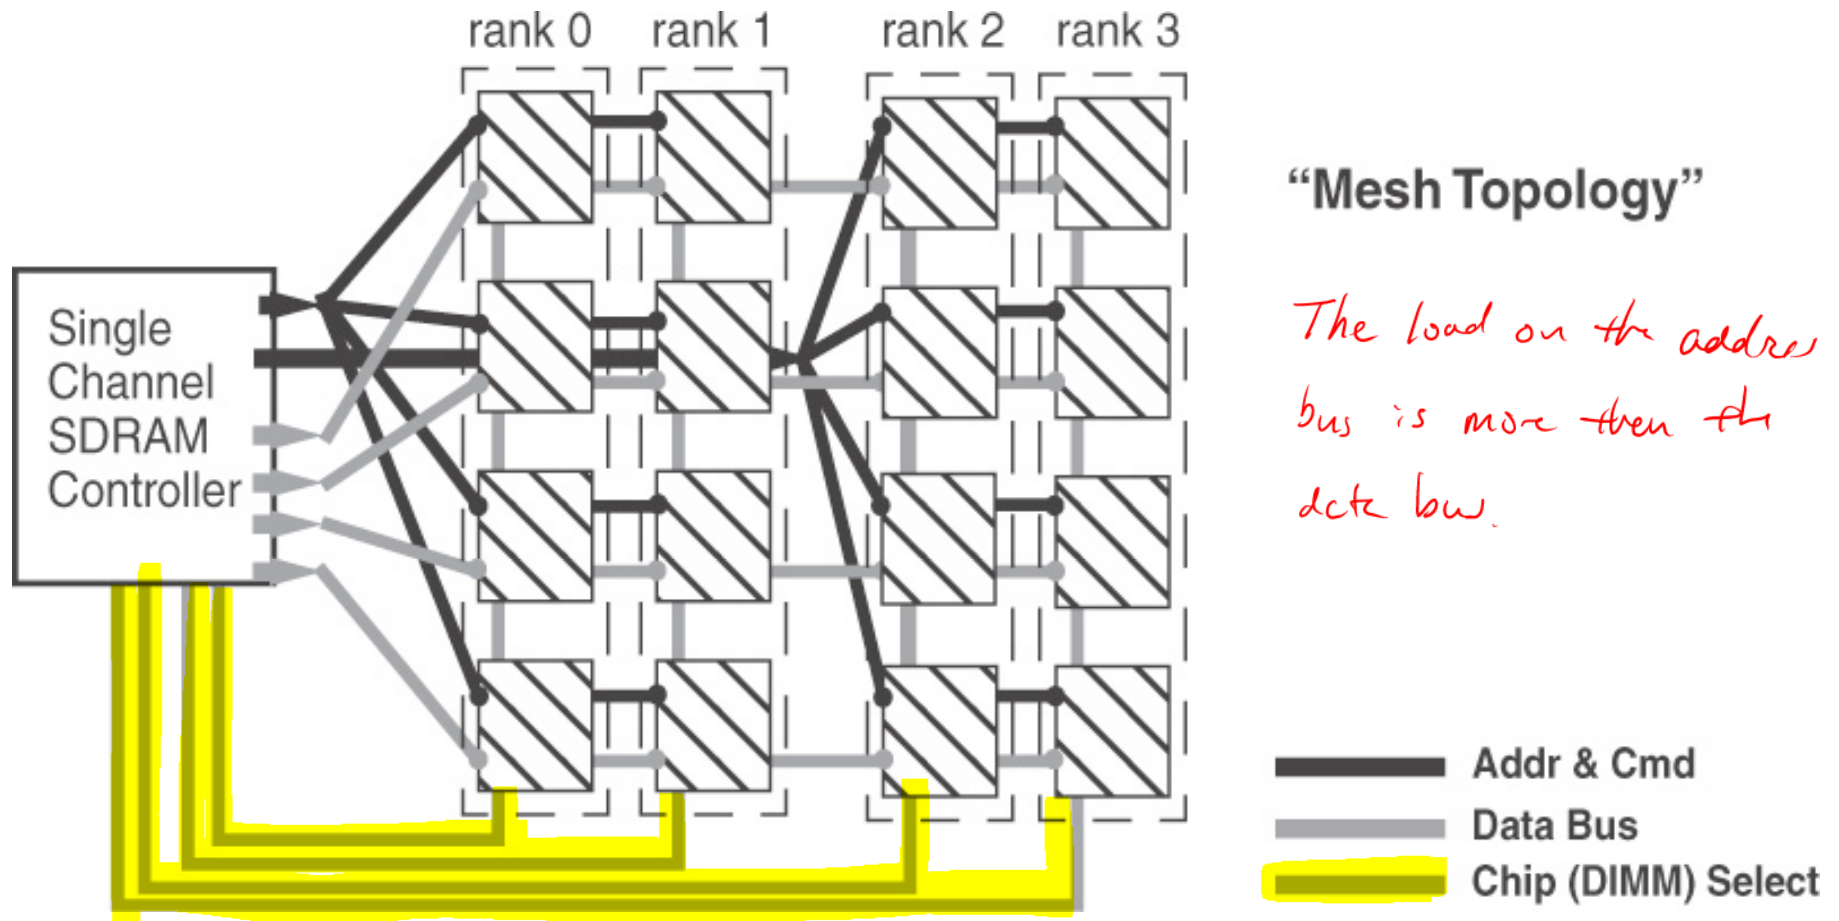 rank 0 rank 1 rank 2 rank 3
"Mesh Topology"
Single
Channel
SDRAM
Controller
The load on the addres
bus is more then the
data bus.
Addr & Cmd
Data Bus
Chip (DIMM) Select